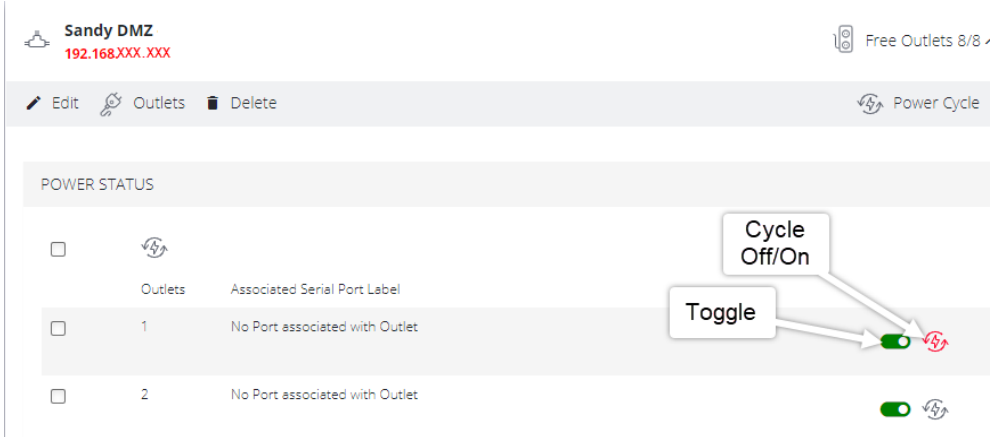 Sandy DMZ
192.168.XXX.XXX
Free Outlets 8/8
Edit Outlets Delete
Power Cycle
POWER STATUS
Cycle
Off/On
Outlets Associated Serial Port Label
Toggle
1 No Port associated with Outlet
2 No Port associated with Outlet